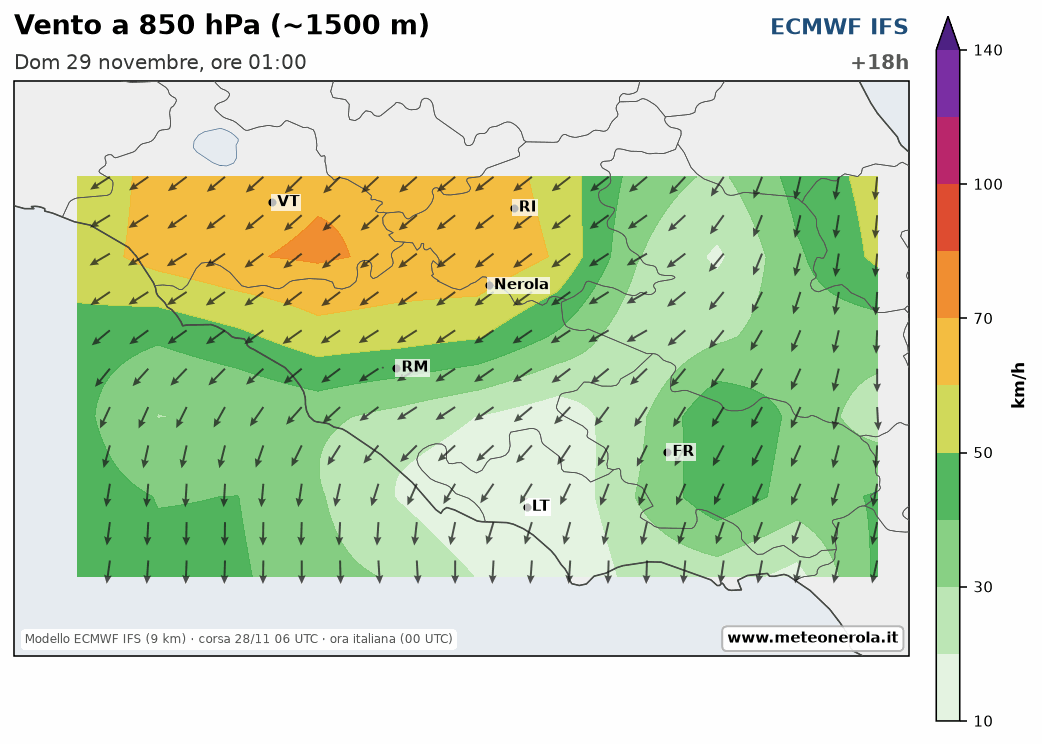 Vento a 850 hPa (~1500 m)
ECMWF IFS
Dom 29 novembre, ore 01:00
+18h
140
100
70
50
30
10
km/h
VT
RI
Nerola
RM
FR
LT
Modello ECMWF IFS (9 km) · corsa 28/11 06 UTC · ora italiana (00 UTC)
www.meteonerola.it